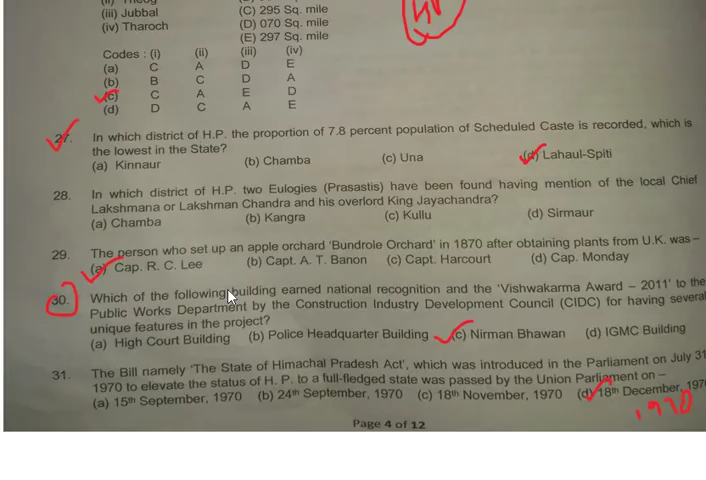 (ii) Theog
(iii) Jubbal (C) 295 Sq. mile
(iv) Tharoch (D) 070 Sq. mile
(E) 297 Sq. mile
Codes : (i) (ii) (iii) (iv)
(a) C A D E
(b) B C D A
(c) C A E D
(d) D C A E
27. In which district of H.P. the proportion of 7.8 percent population of Scheduled Caste is recorded, which is
the lowest in the State?
(a) Kinnaur (b) Chamba (c) Una (d) Lahaul-Spiti
28. In which district of H.P. two Eulogies (Prasastis) have been found having mention of the local Chief
Lakshmana or Lakshman Chandra and his overlord King Jayachandra?
(a) Chamba (b) Kangra (c) Kullu (d) Sirmaur
29. The person who set up an apple orchard 'Bundrole Orchard' in 1870 after obtaining plants from U.K. was –
(a) Cap. R. C. Lee (b) Capt. A. T. Banon (c) Capt. Harcourt (d) Cap. Monday
30. Which of the following building earned national recognition and the 'Vishwakarma Award – 2011' to the
Public Works Department by the Construction Industry Development Council (CIDC) for having several
unique features in the project?
(a) High Court Building (b) Police Headquarter Building (c) Nirman Bhawan (d) IGMC Building
31. The Bill namely 'The State of Himachal Pradesh Act', which was introduced in the Parliament on July 31
1970 to elevate the status of H. P. to a full-fledged state was passed by the Union Parliament on –
(a) 15th September, 1970 (b) 24th September, 1970 (c) 18th November, 1970 (d) 18th December, 197
1970
Page 4 of 12